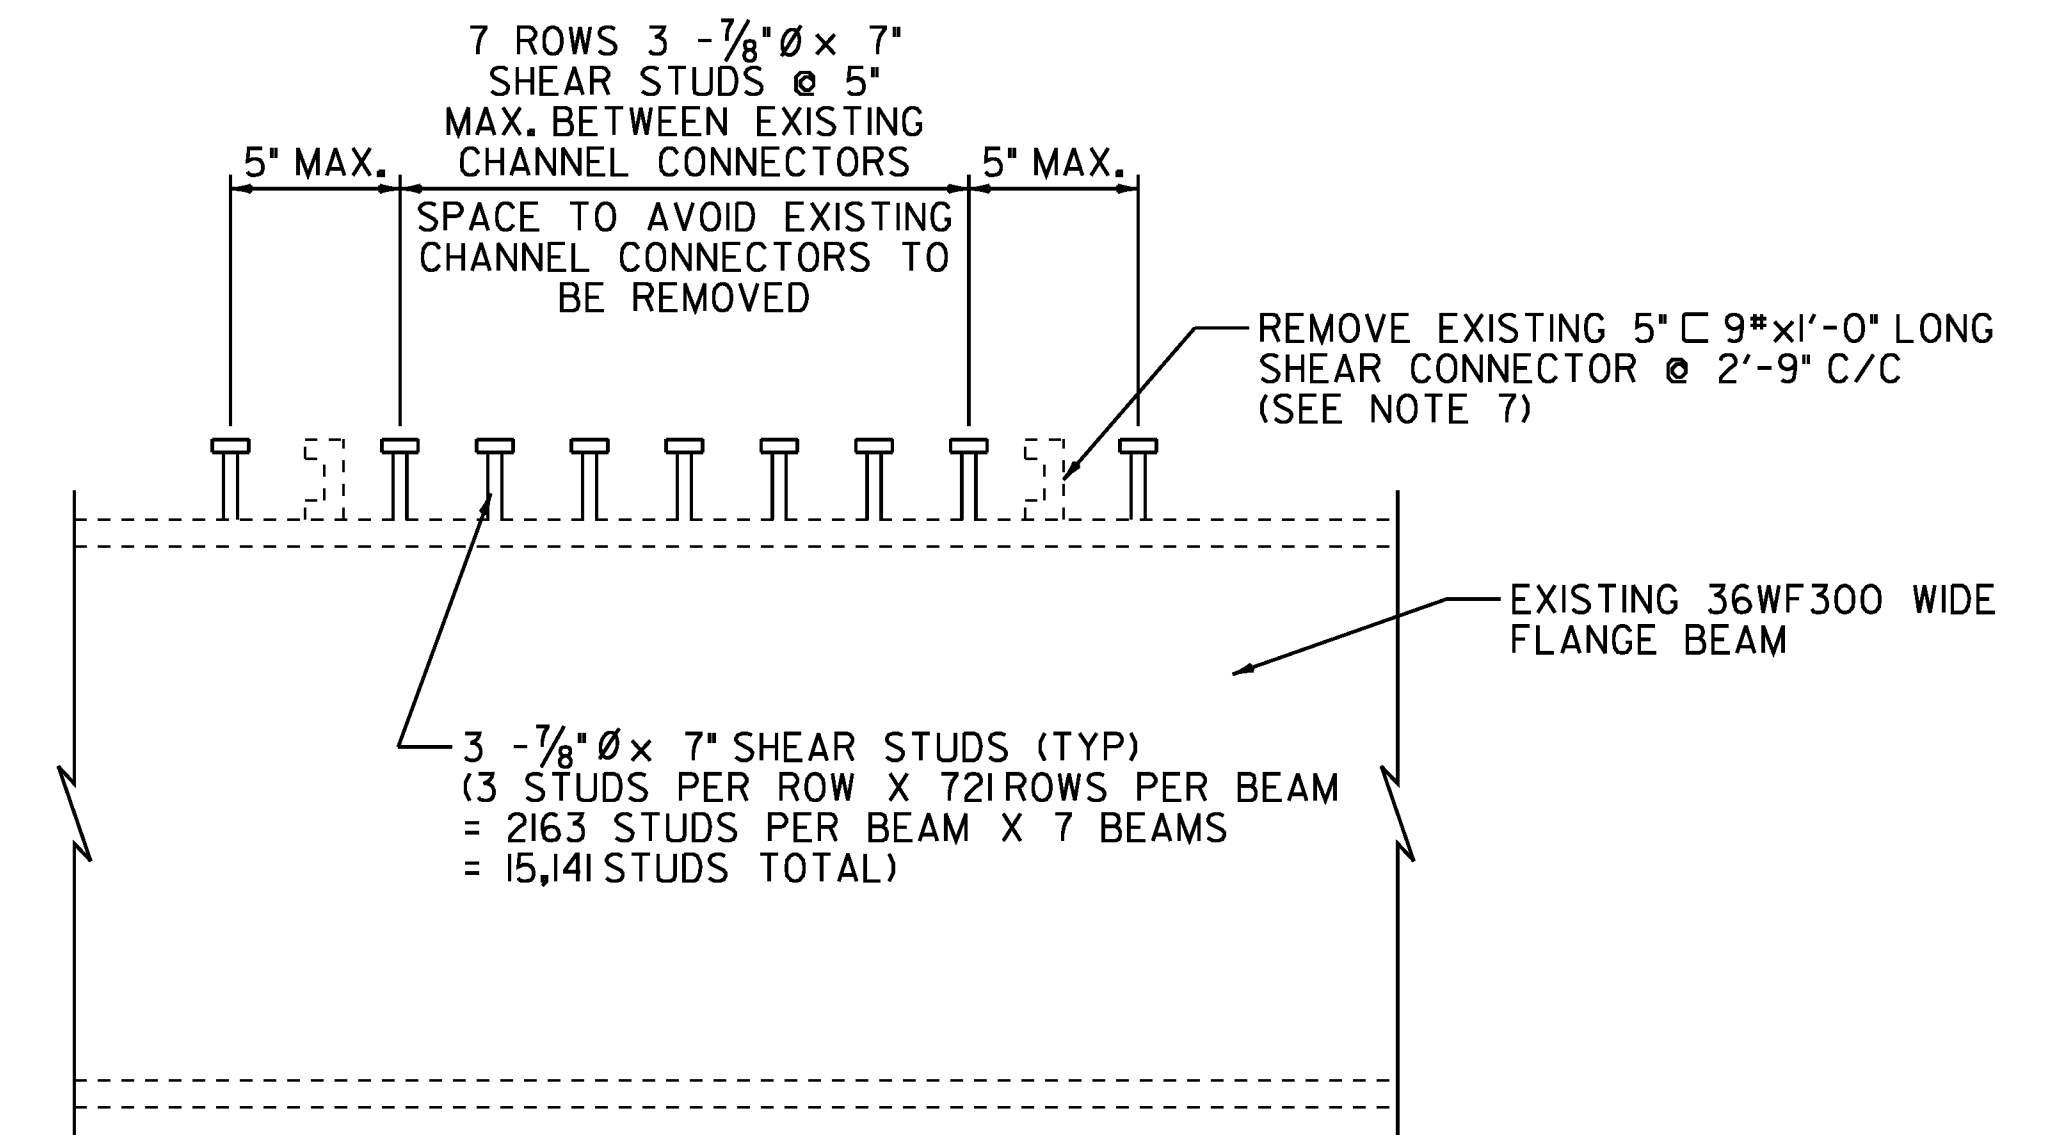 7 ROWS 3 -7/8"Ø x 7"
SHEAR STUDS @ 5"
MAX. BETWEEN EXISTING
CHANNEL CONNECTORS
5" MAX.
5" MAX.
SPACE TO AVOID EXISTING
CHANNEL CONNECTORS TO
BE REMOVED
REMOVE EXISTING 5" ⊏ 9#x1'-0" LONG
SHEAR CONNECTOR @ 2'-9" C/C
(SEE NOTE 7)
EXISTING 36WF300 WIDE
FLANGE BEAM
3 -7/8"Ø x 7" SHEAR STUDS (TYP)
(3 STUDS PER ROW X 721 ROWS PER BEAM
= 2163 STUDS PER BEAM X 7 BEAMS
= 15,141 STUDS TOTAL)